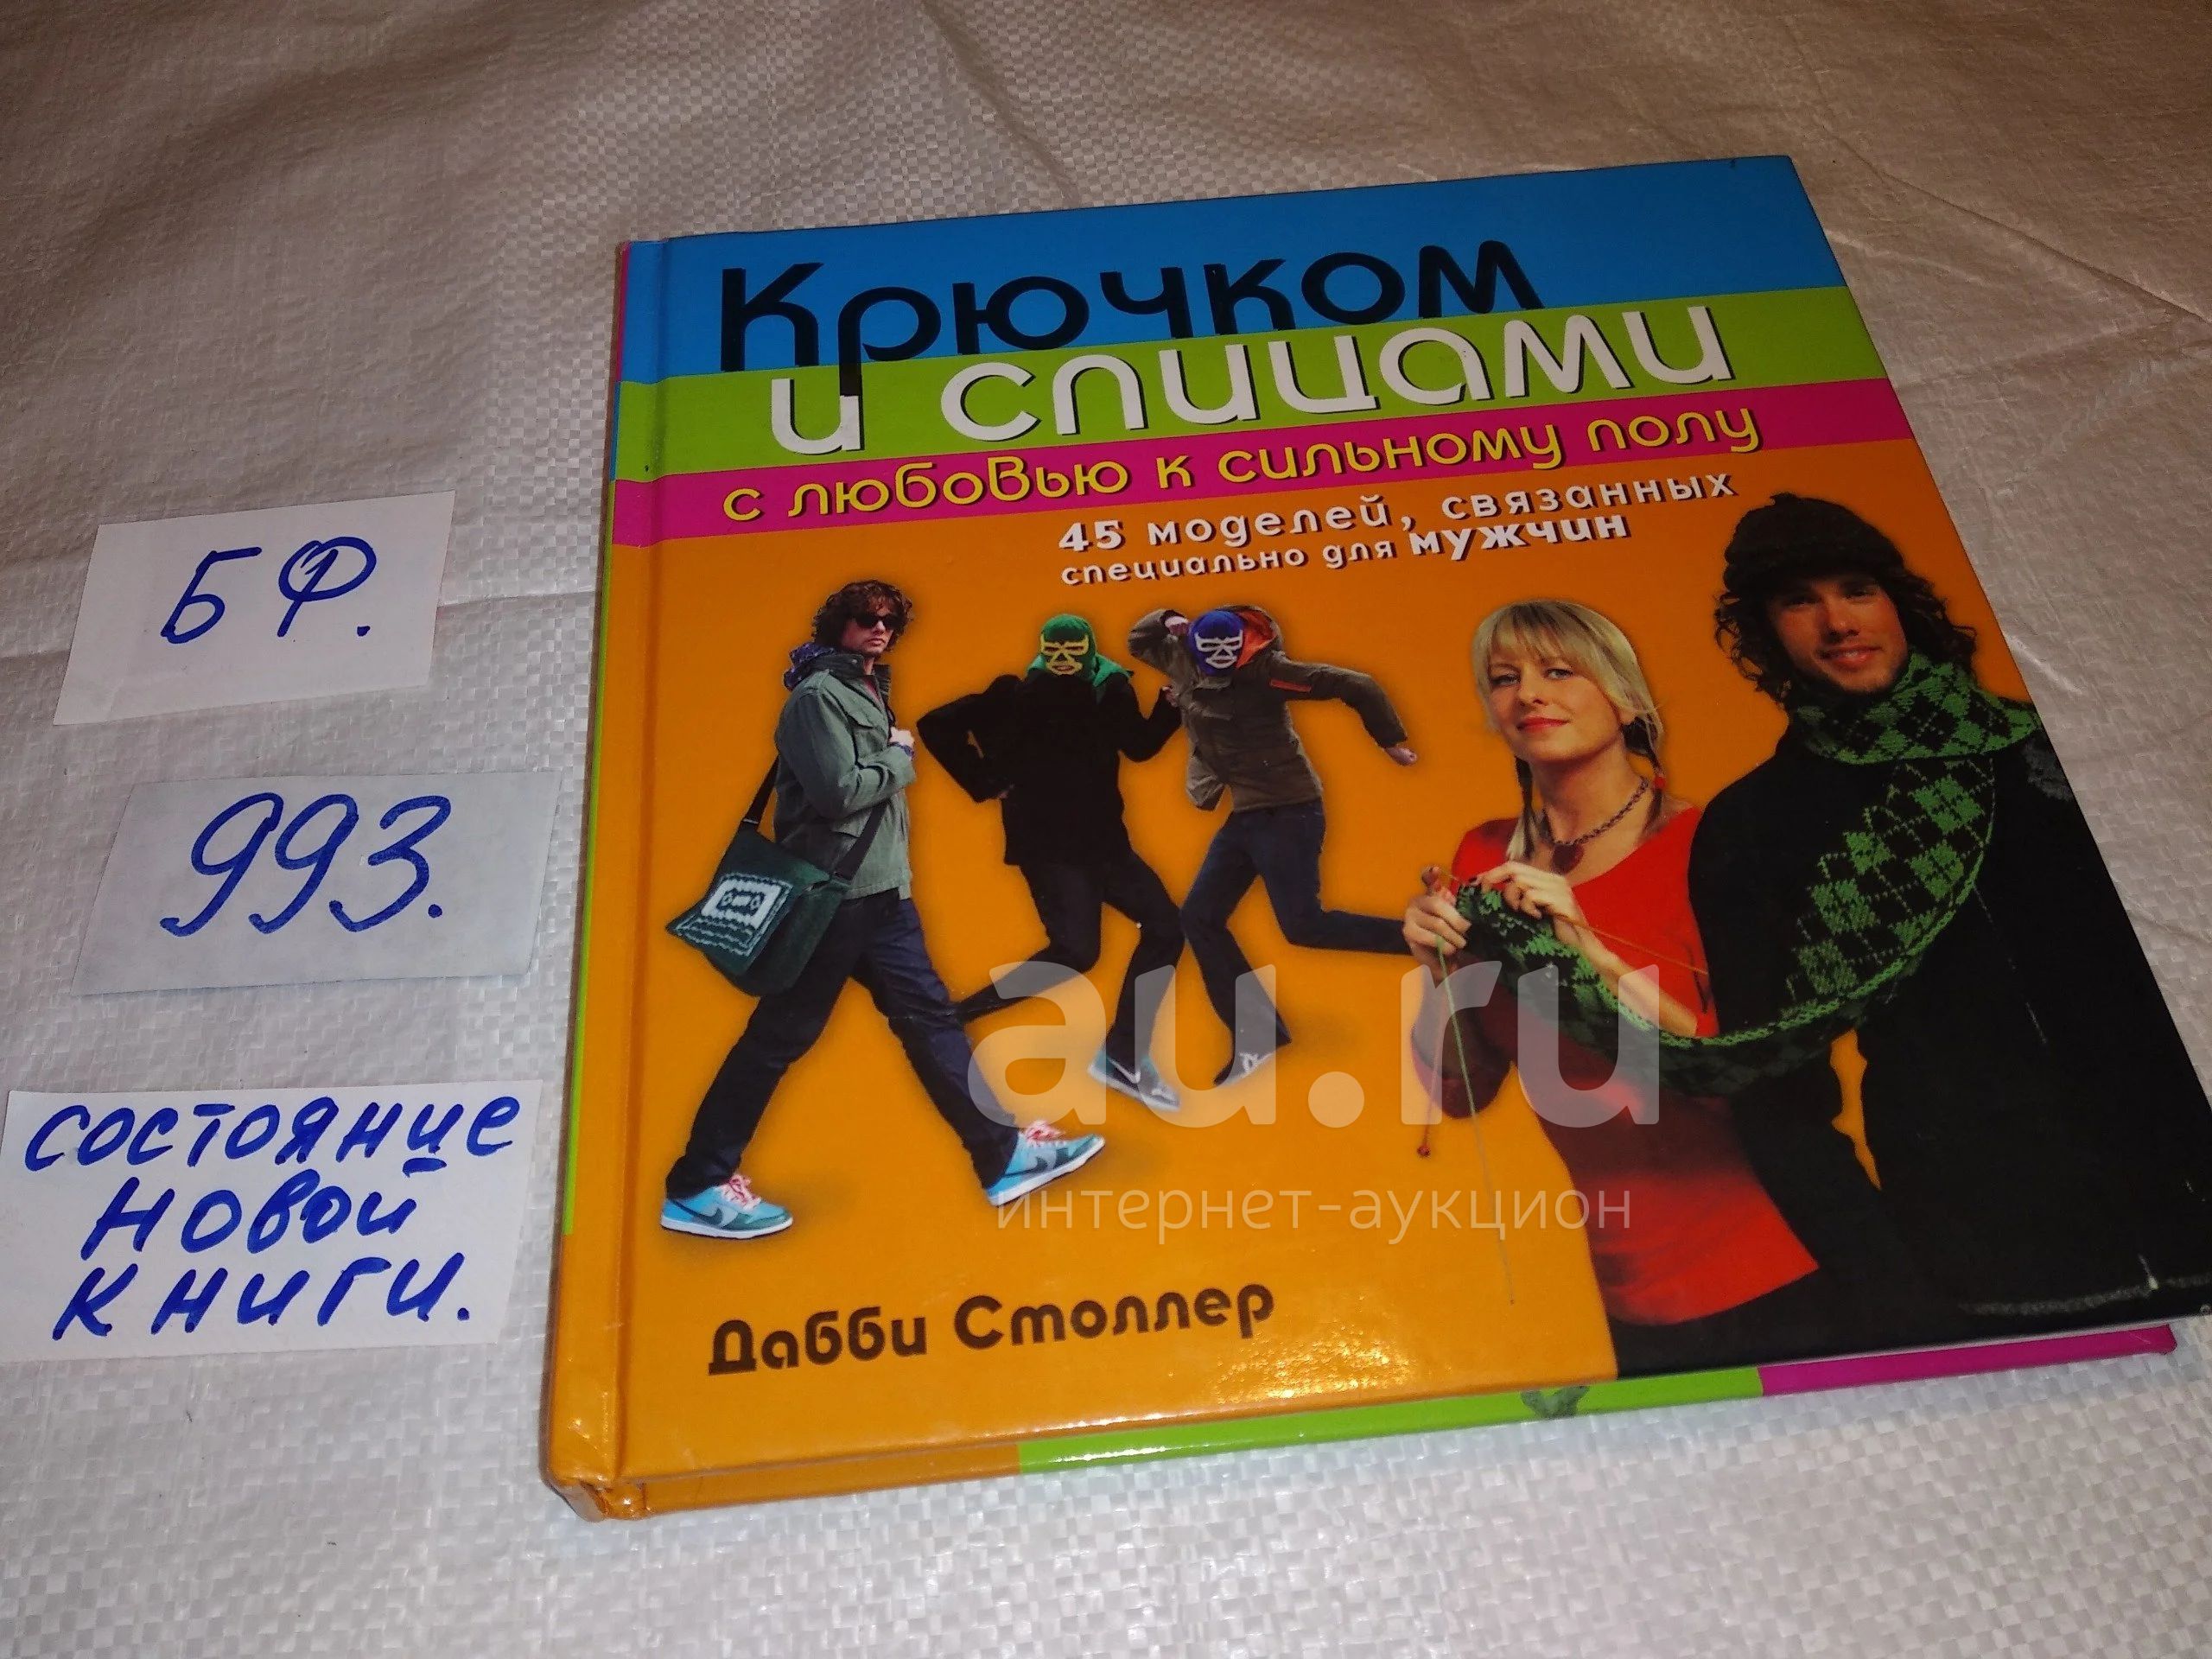 Крючком
и спицами
с любовью к сильному полу
45 моделей, связанных
специально для мужчин
Дабби Столлер
БФ.
993.
состояние
новой
книги.
au.ru
интернет-аукцион